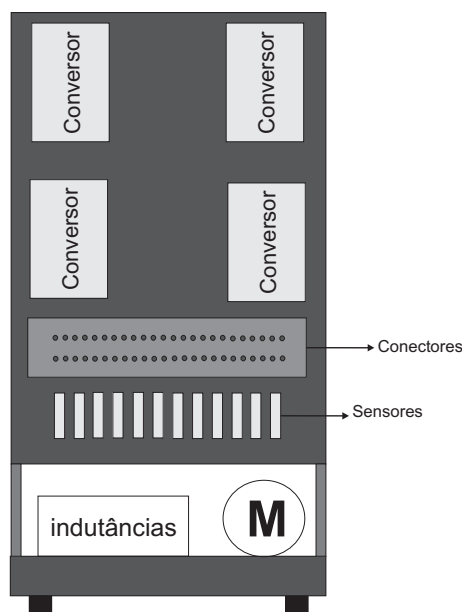 Conversor
Conversor
Conversor
Conversor
Conectores
Sensores
indutâncias
M